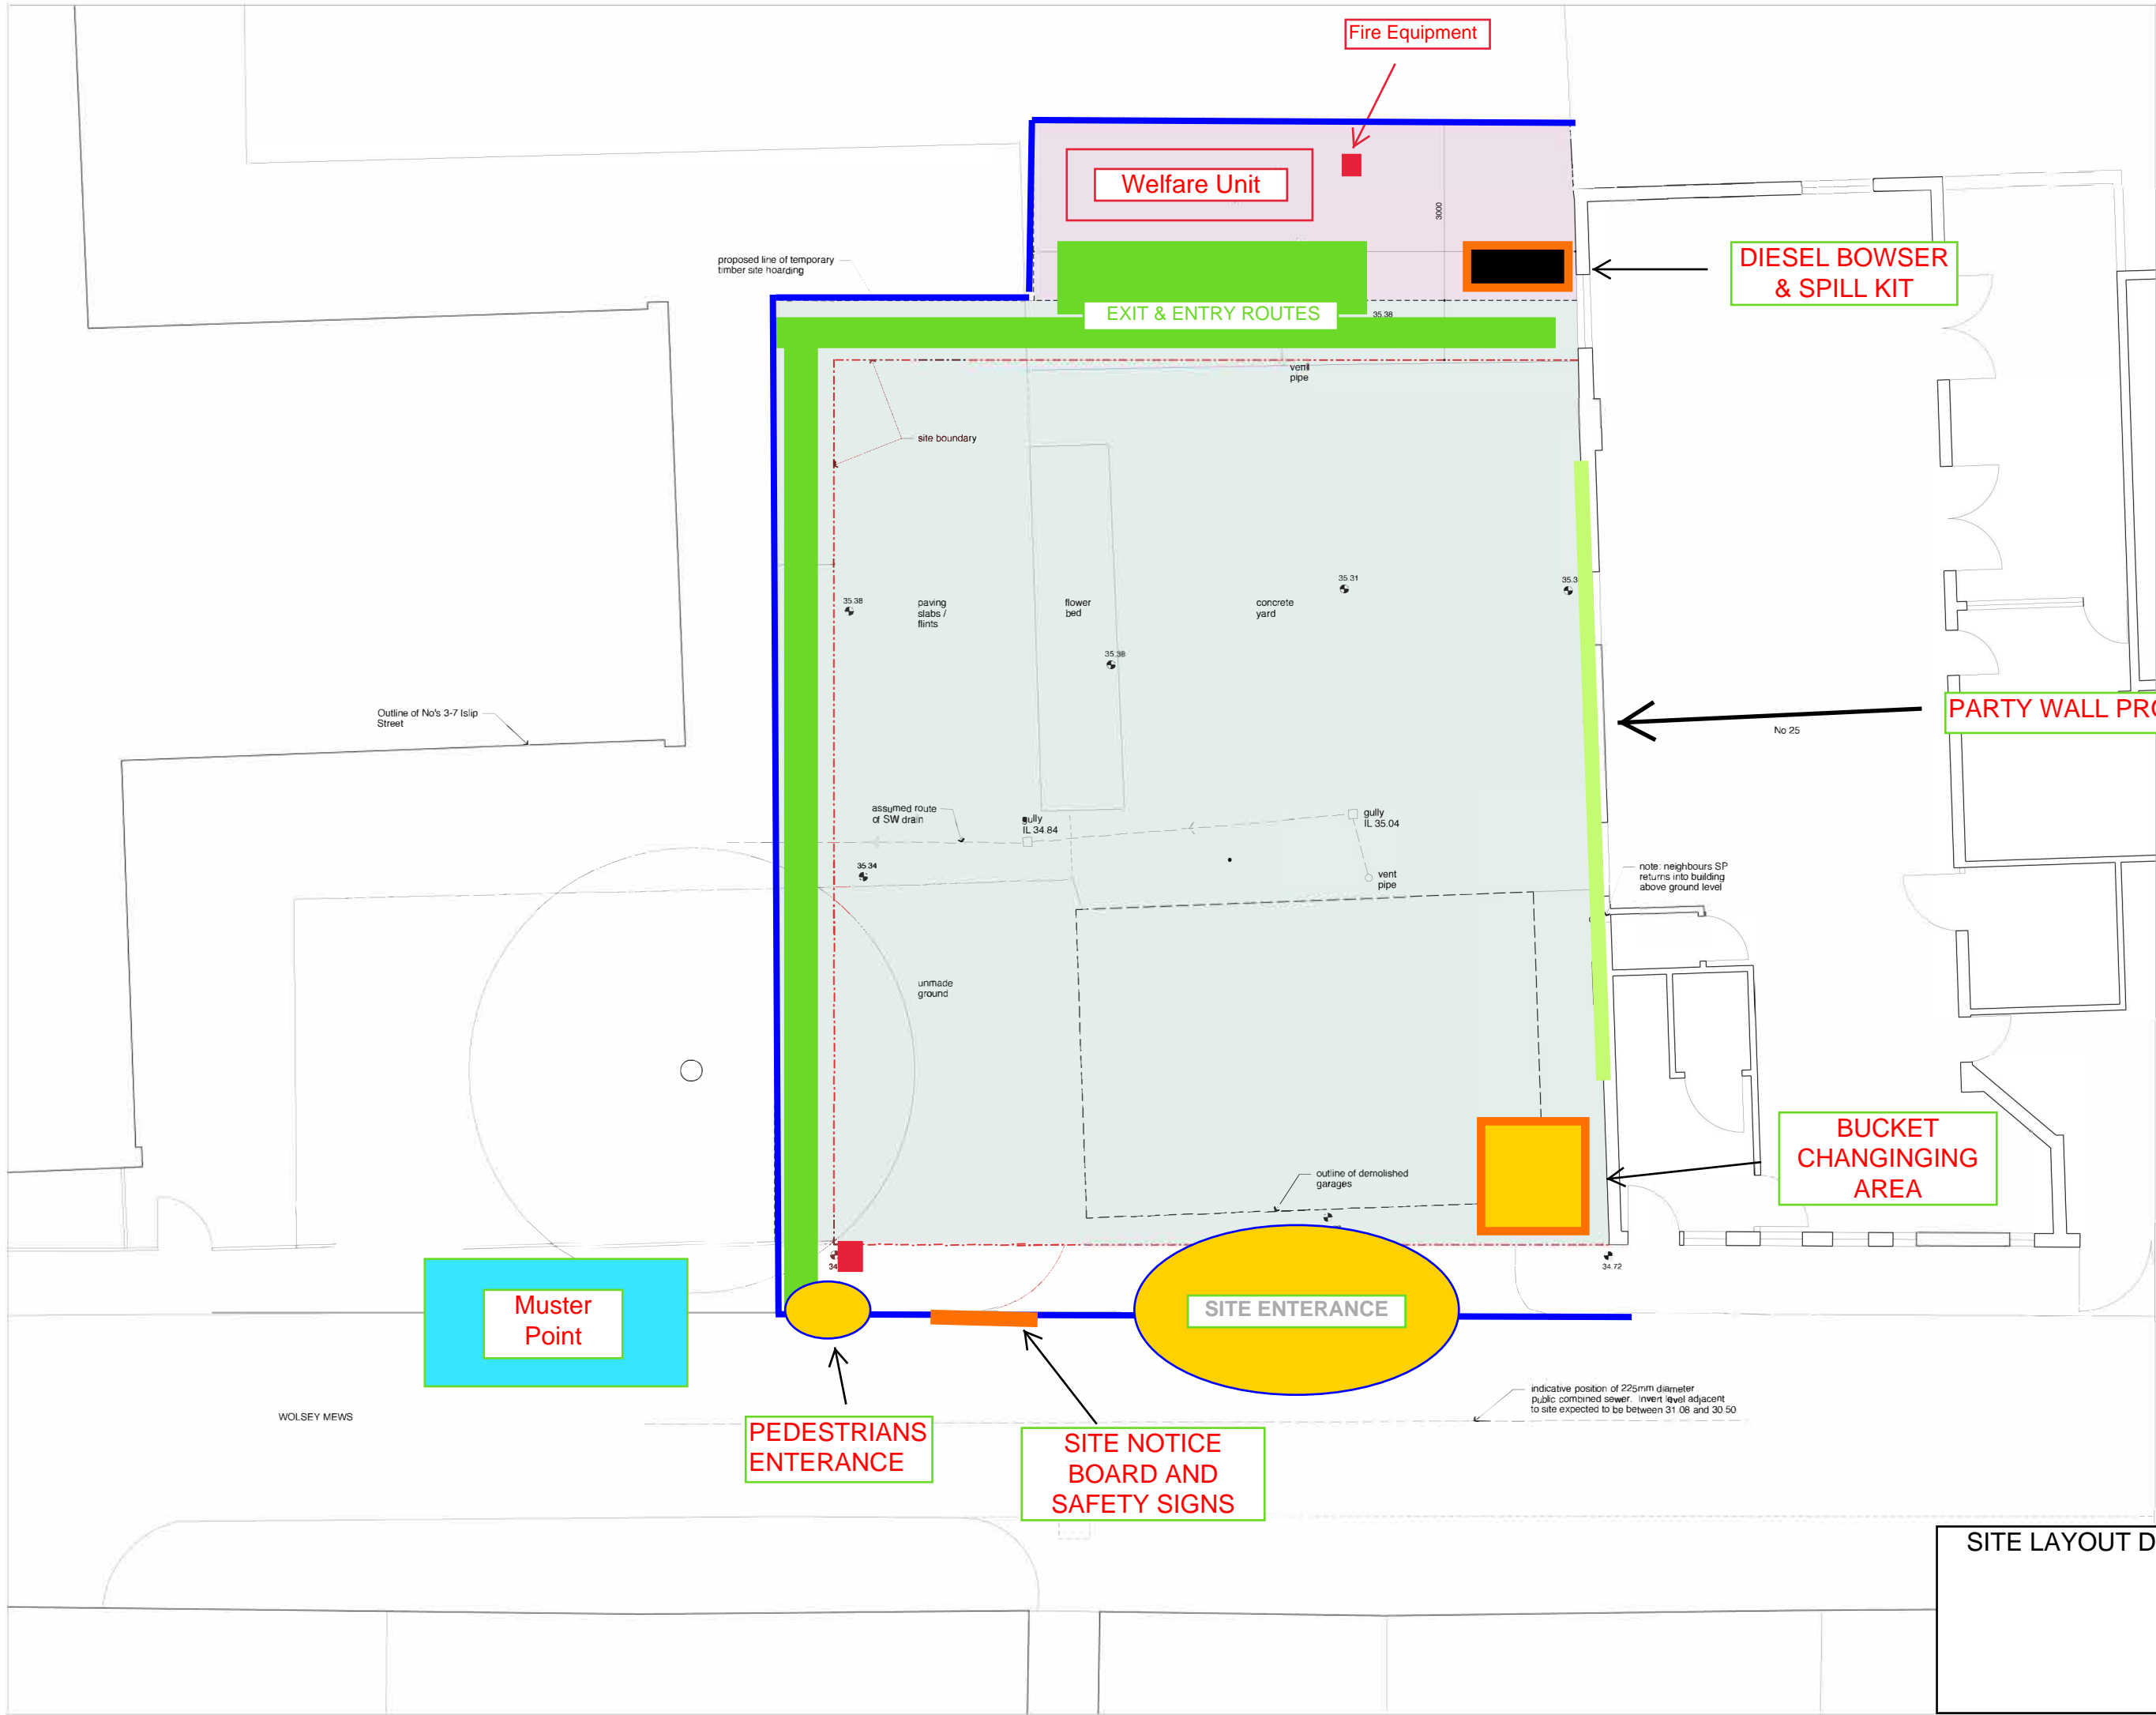 Fire Equipment
Welfare Unit
3000
proposed line of temporary
timber site hoarding
DIESEL BOWSER
& SPILL KIT
EXIT & ENTRY ROUTES
35.38
vent
pipe
site boundary
35.38
paving
slabs /
flints
flower
bed
concrete
yard
35.31
35.3
35.38
Outline of No's 3-7 Islip
Street
PARTY WALL PRO
No 25
assumed route
of SW drain
gully
IL 34.84
gully
IL 35.04
35.34
vent
pipe
note: neighbours SP
returns into building
above ground level
unmade
ground
BUCKET
CHANGINGING
AREA
outline of demolished
garages
34.
34.72
Muster
Point
SITE ENTERANCE
indicative position of 225mm diameter
public combined sewer. Invert level adjacent
to site expected to be between 31.08 and 30.50
WOLSEY MEWS
PEDESTRIANS
ENTERANCE
SITE NOTICE
BOARD AND
SAFETY SIGNS
SITE LAYOUT D